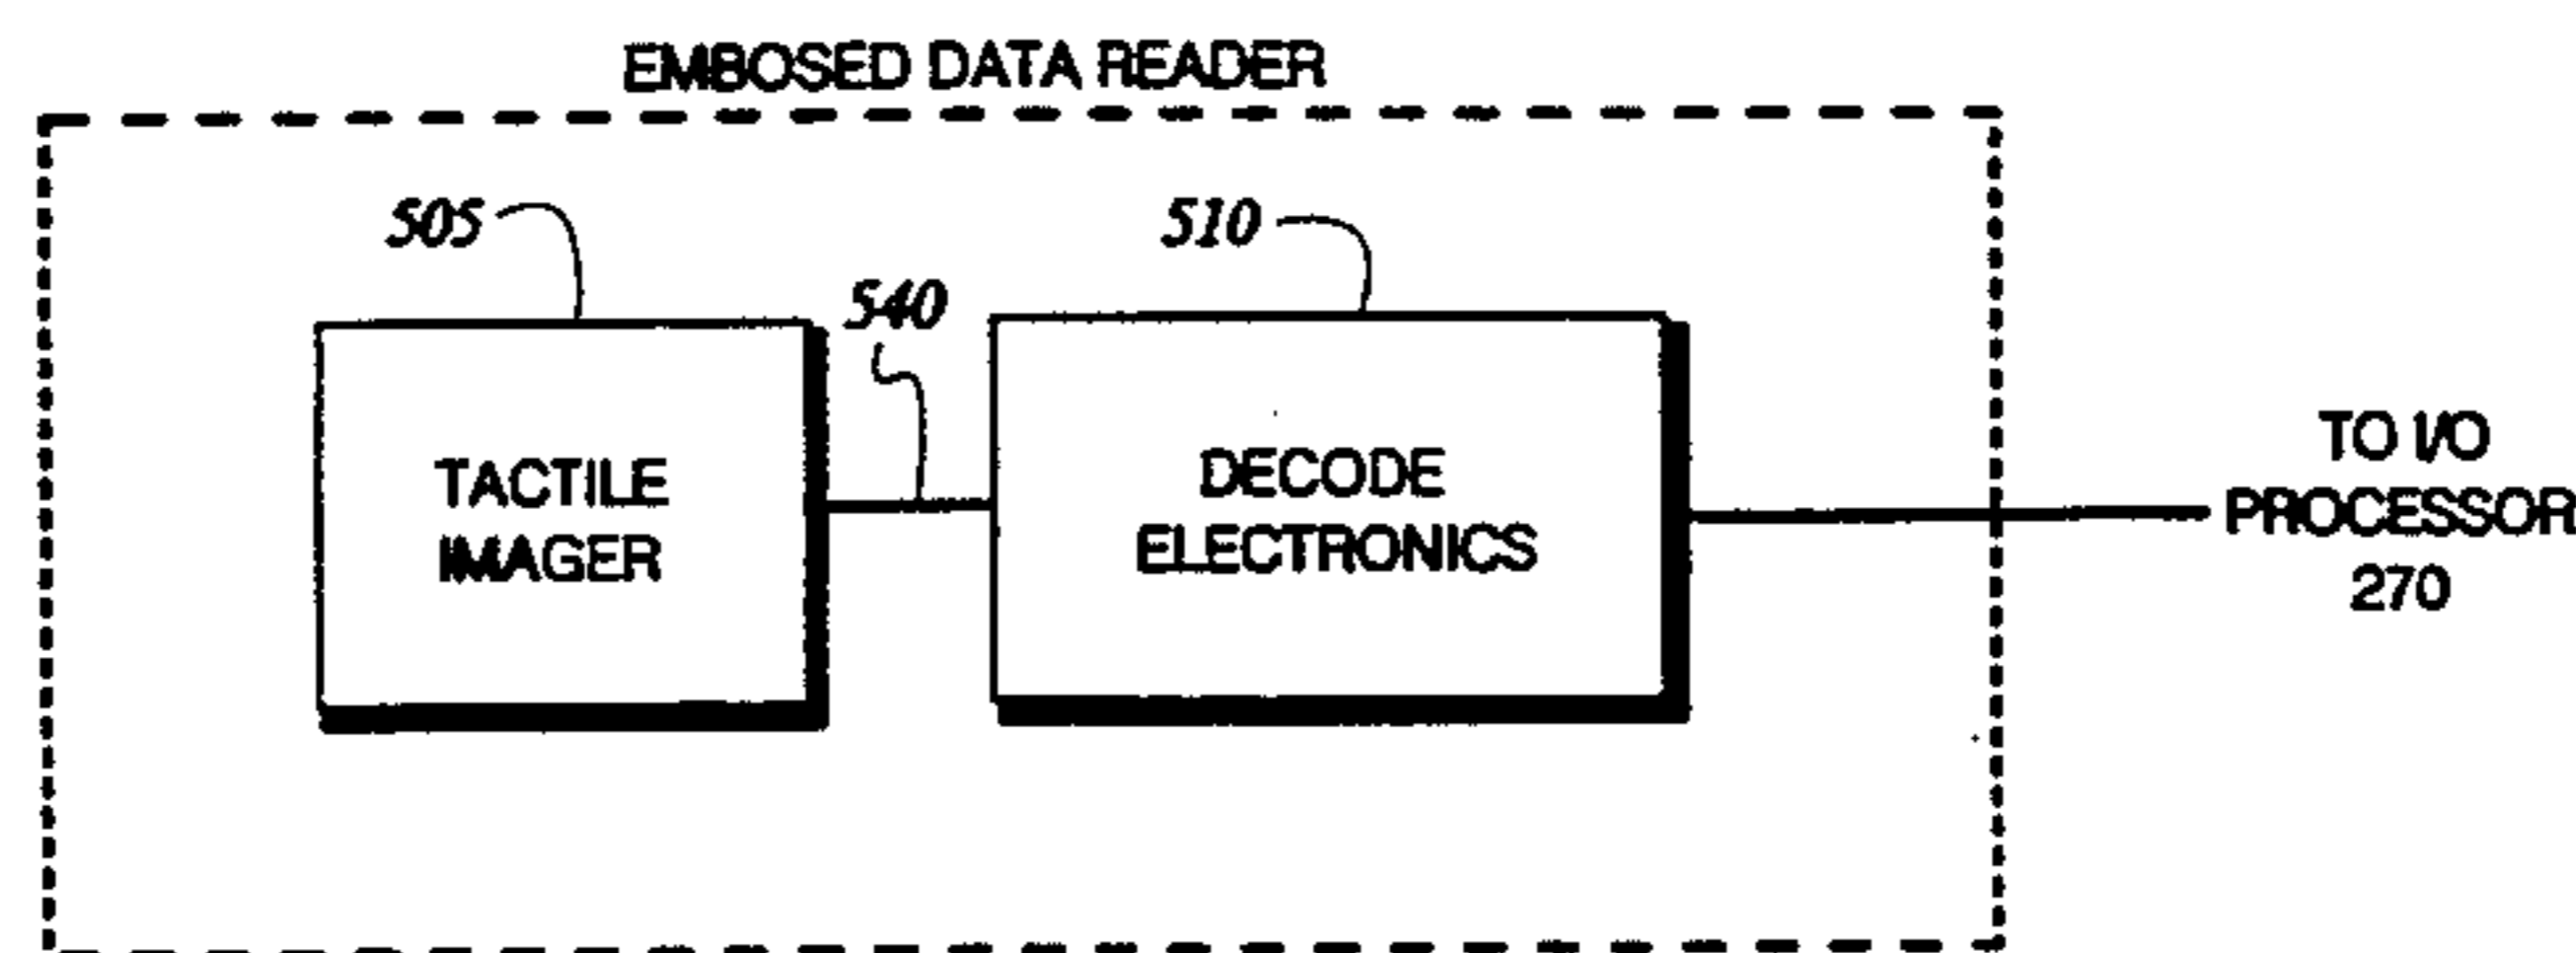 EMBOSED DATA READER
505
510
540
TACTILE
IMAGER
DECODE
ELECTRONICS
TO I/O
PROCESSOR
270